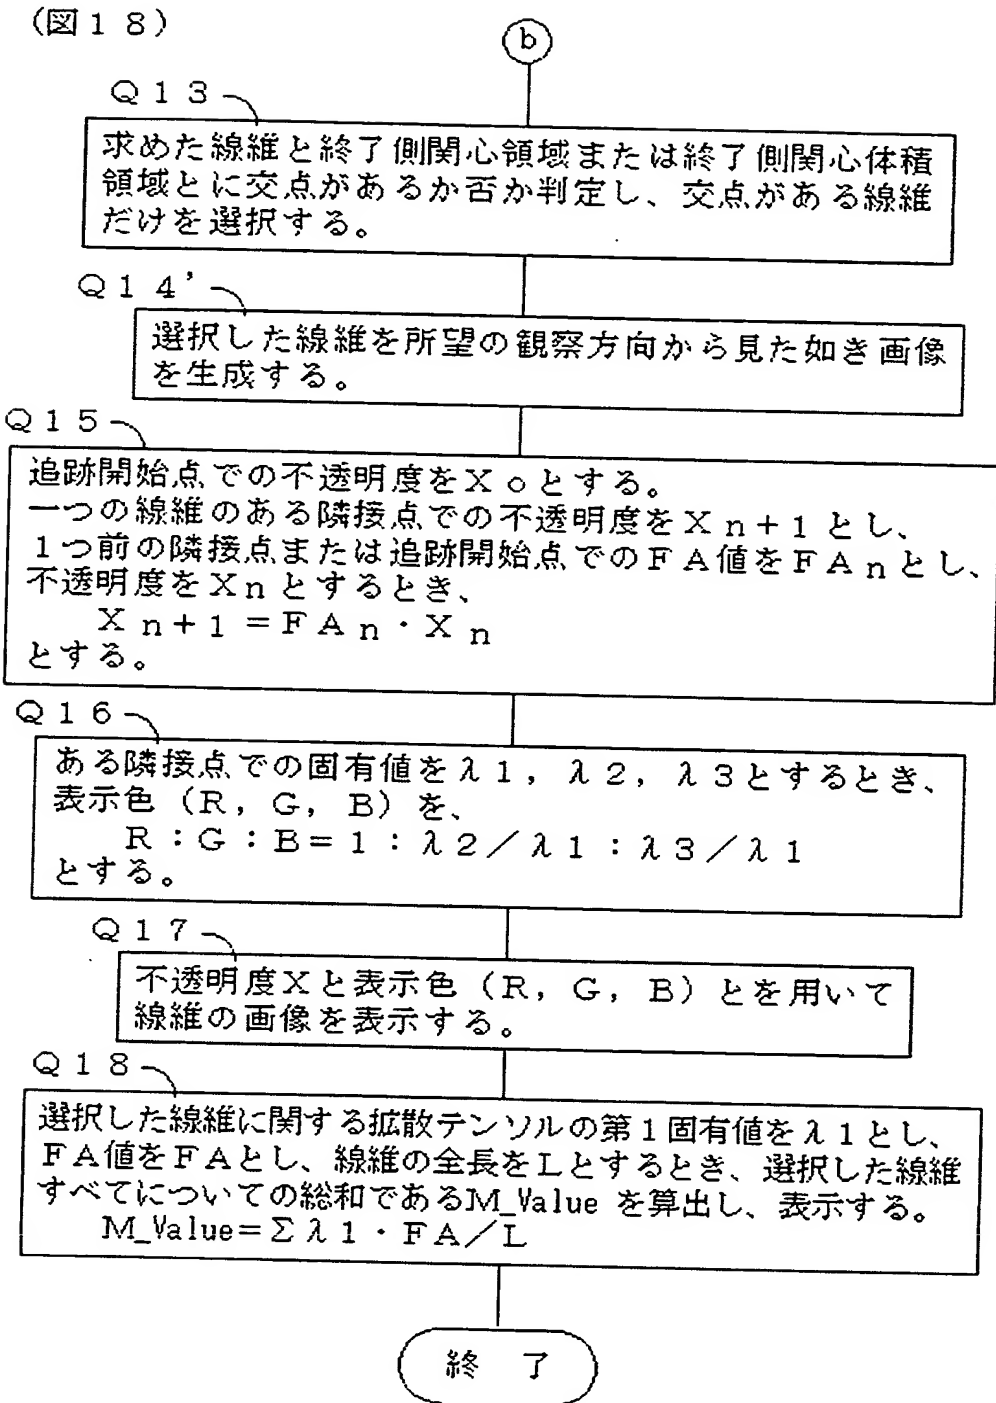 (図18)
b
Q13
求めた線維と終了側関心領域または終了側関心体積
領域とに交点があるか否か判定し、交点がある線維
だけを選択する。
Q14'
選択した線維を所望の観察方向から見た如き画像
を生成する。
Q15
追跡開始点での不透明度をXoとする。
一つの線維のある隣接点での不透明度をXn+1とし、
1つ前の隣接点または追跡開始点でのFA値をFAnとし、
不透明度をXnとするとき、
Xn+1=FAn・Xn
とする。
Q16
ある隣接点での固有値をλ1,λ2,λ3とするとき、
表示色(R,G,B)を、
R:G:B=1:λ2/λ1:λ3/λ1
とする。
Q17
不透明度Xと表示色(R,G,B)とを用いて
線維の画像を表示する。
Q18
選択した線維に関する拡散テンソルの第1固有値をλ1とし、
FA値をFAとし、線維の全長をLとするとき、選択した線維
すべてについての総和であるM_Value を算出し、表示する。
M_Value=Σλ1・FA/L
終 了